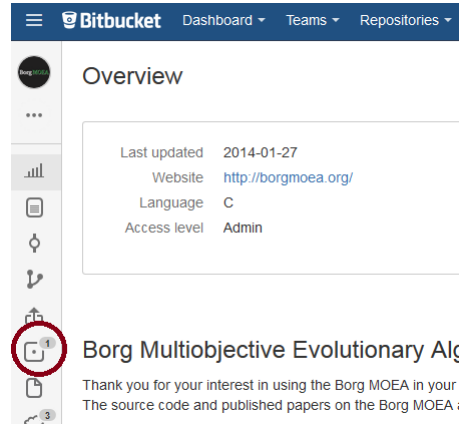 Bitbucket Dashboard Teams Repositories
Borg MOEA
Overview
Last updated 2014-01-27
Website http://borgmoea.org/
Language C
Access level Admin
1
Borg Multiobjective Evolutionary Alg
Thank you for your interest in using the Borg MOEA in your
The source code and published papers on the Borg MOEA a
3